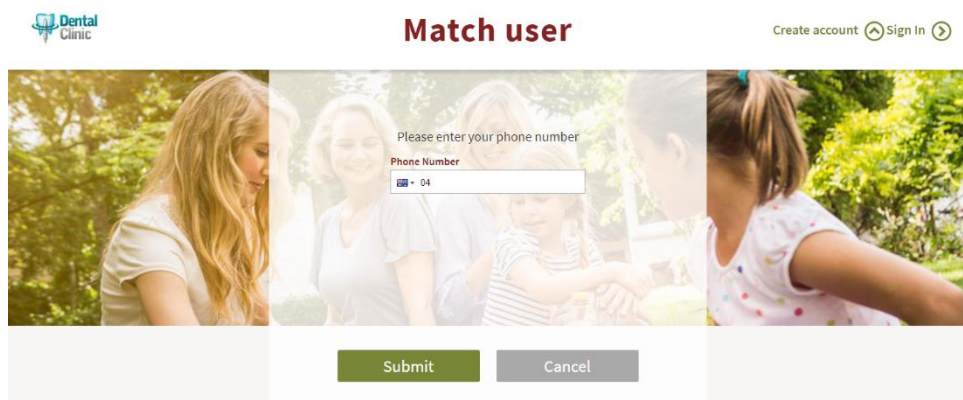 Dental
Clinic
Match user
Create account Sign In
Please enter your phone number
Phone Number
04
Submit Cancel